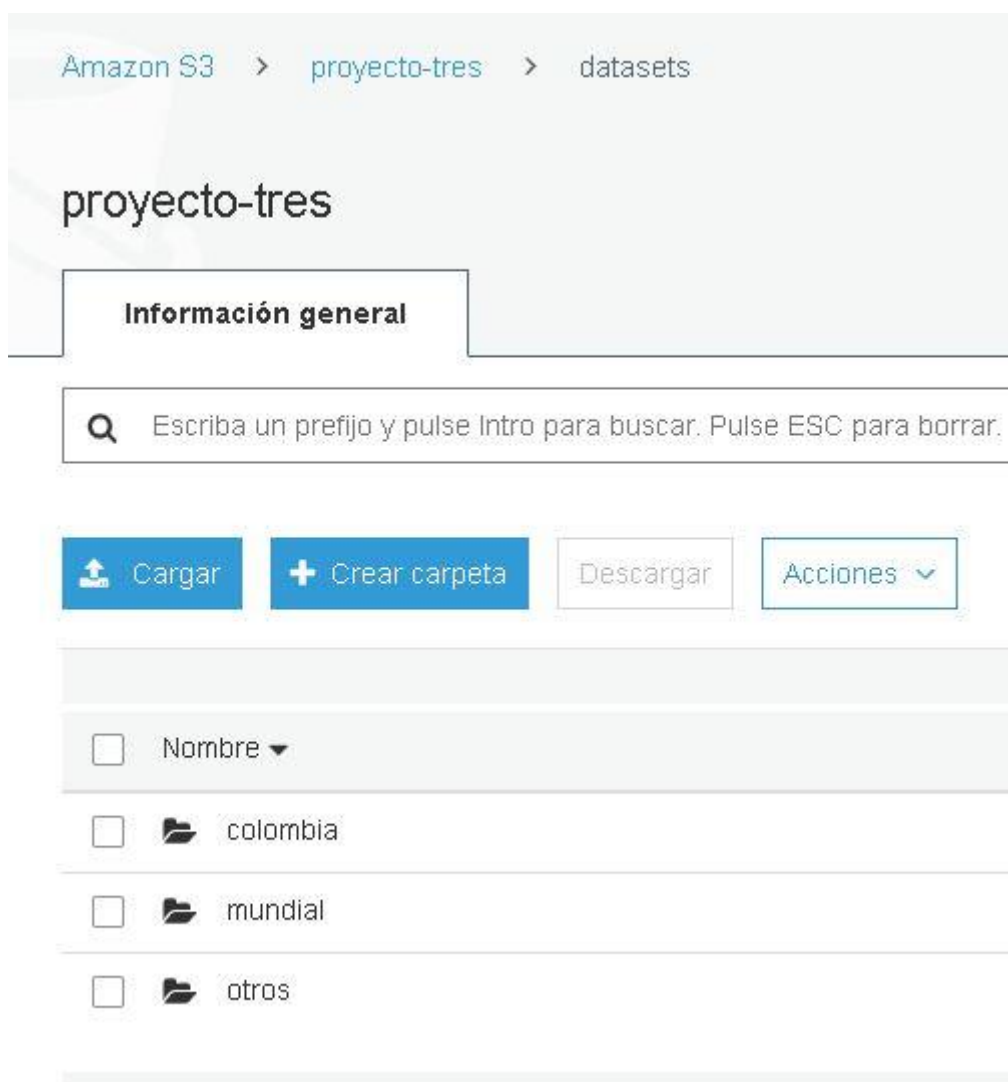 Amazon S3 > proyecto-tres > datasets
proyecto-tres
Información general
Escriba un prefijo y pulse Intro para buscar. Pulse ESC para borrar.
Cargar + Crear carpeta Descargar Acciones
Nombre
colombia
mundial
otros